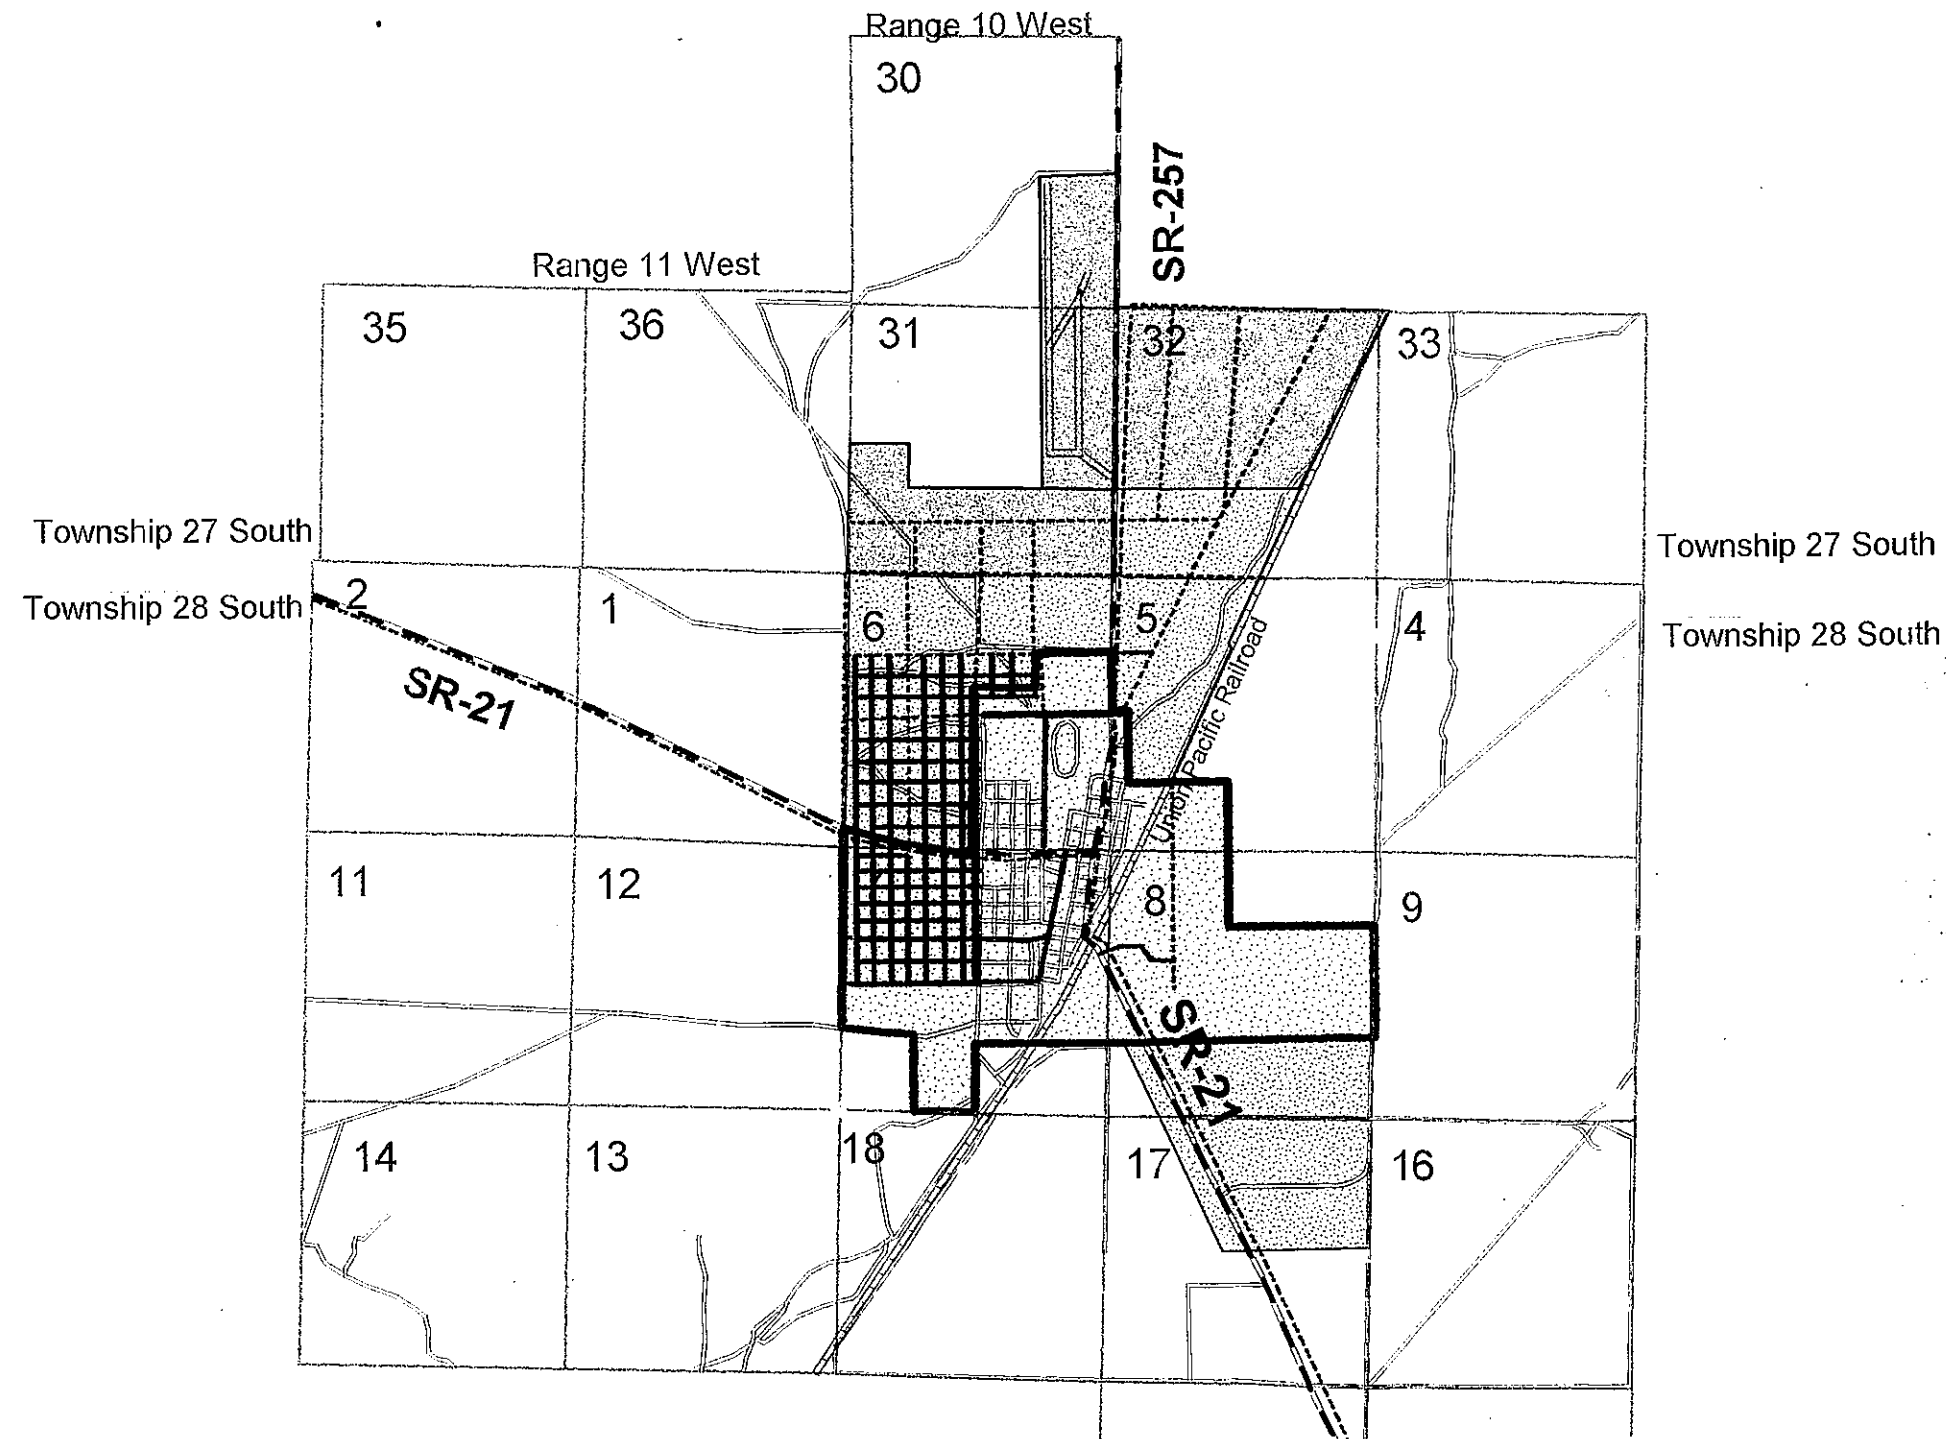 Range 10 West
30
SR-257
Range 11 West
35
36
31
32
33
Township 27 South
Township 27 South
2
1
6
5
4
Township 28 South
Township 28 South
SR-21
Union Pacific Railroad
11
12
8
9
SR-21
14
13
18
17
16